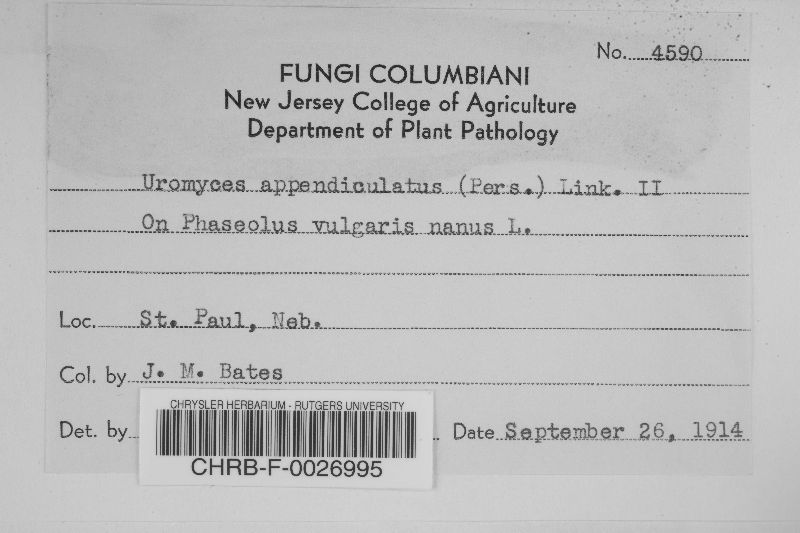 No. 4590
FUNGI COLUMBIANI
New Jersey College of Agriculture
Department of Plant Pathology
Uromyces appendiculatus (Pers.) Link. II
On Phaseolus vulgaris nanus L.
Loc. St. Paul, Neb.
Col. by J. M. Bates
Det. by
Date September 26, 1914
CHRYSLER HERBARIUM - RUTGERS UNIVERSITY
CHRB-F-0026995